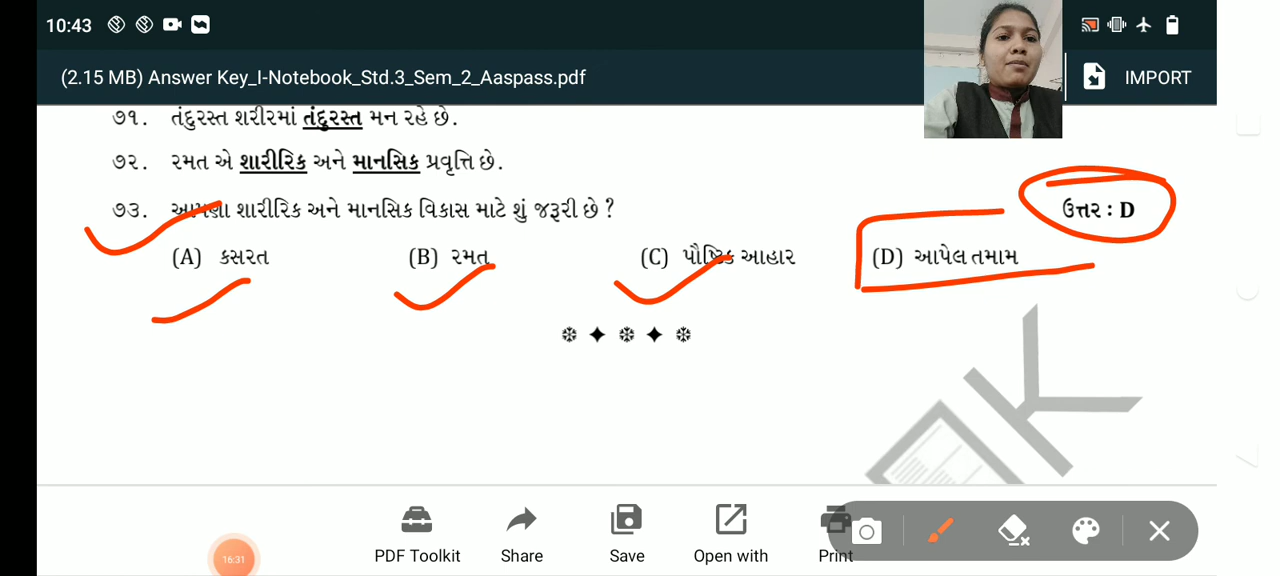 10:43
(2.15 MB) Answer Key_I-Notebook_Std.3_Sem_2_Aaspass.pdf
IMPORT
૭૧. તંદુરસ્ત શરીરમાં તંદુરસ્ત મન રહે છે.
૭૨. રમત એ શારીરિક અને માનસિક પ્રવૃત્તિ છે.
૭૩. આપણા શારીરિક અને માનસિક વિકાસ માટે શું જરૂરી છે ? ઉત્તર : D
(A) કસરત (B) રમત (C) પૌષ્ટિક આહાર (D) આપેલ તમામ
K
PDF Toolkit Share Save Open with Print
16:31